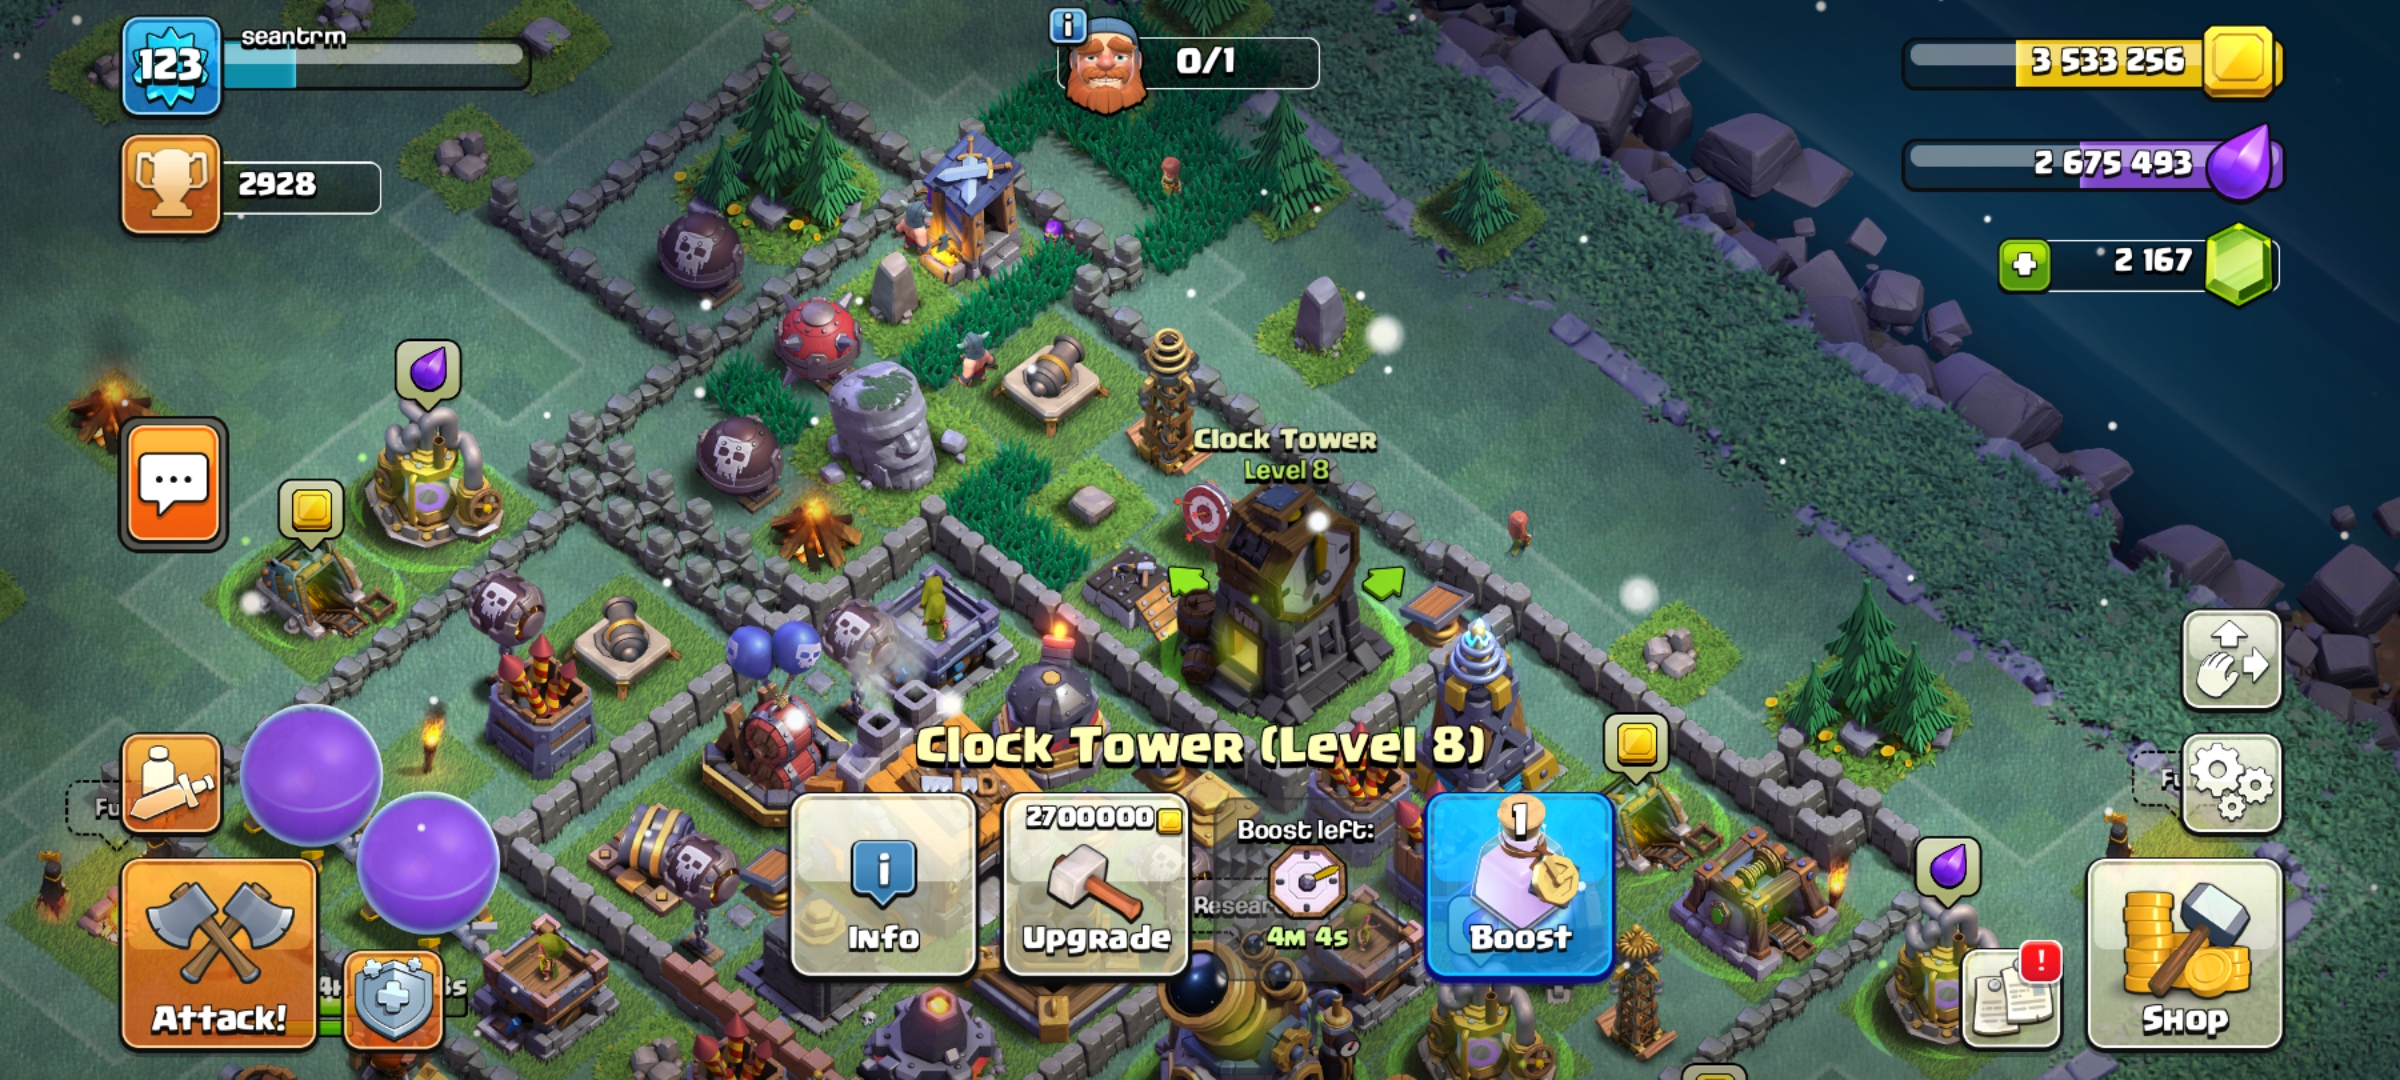 123
seantrm
0/1
3 533 256
2928
2 675 493
2 167
Clock Tower
Level 8
Clock Tower (Level 8)
2700000
Boost left:
1
Info
Upgrade
4M 4s
Boost
Attack!
!
Shop